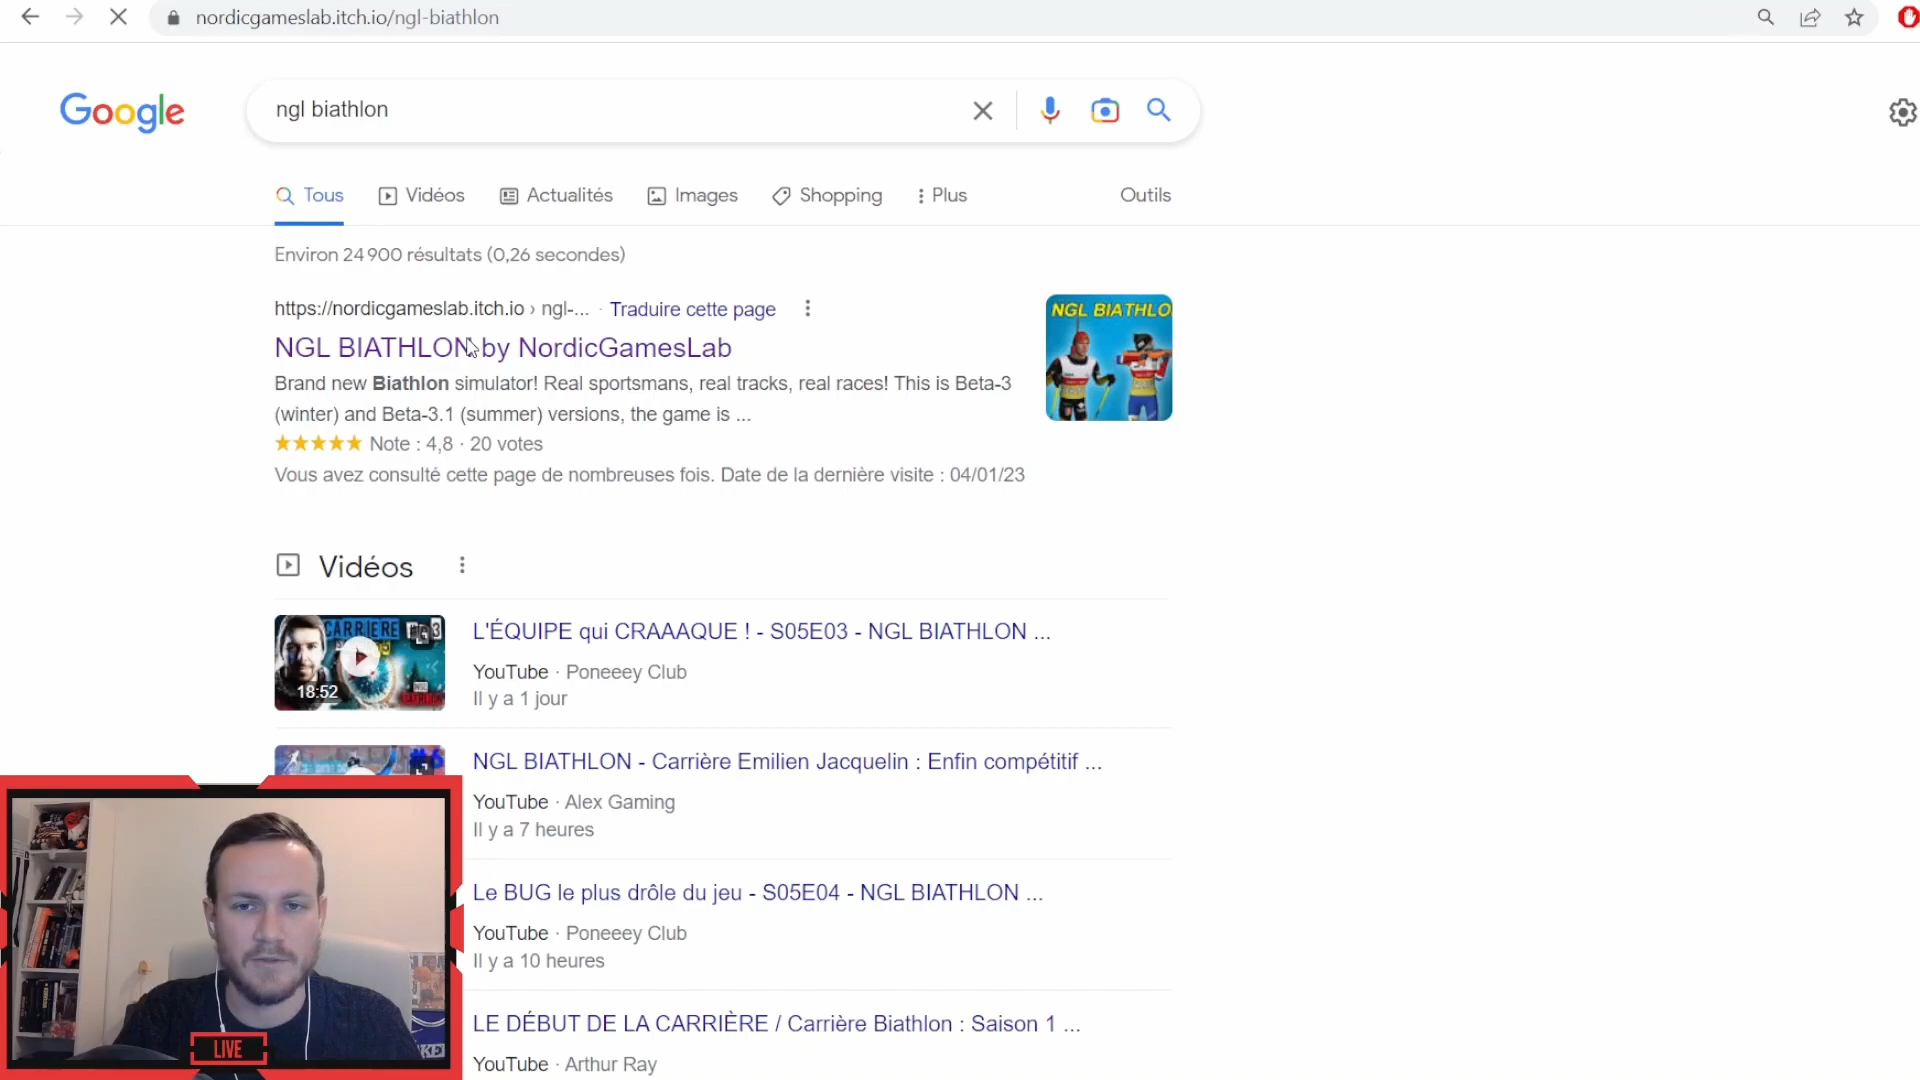 nordicgameslab.itch.io/ngl-biathlon
Google
ngl biathlon
Tous
Vidéos
Actualités
Images
Shopping
Plus
Outils
Environ 24 900 résultats (0,26 secondes)
https://nordicgameslab.itch.io › ngl-... · Traduire cette page
NGL BIATHLON by NordicGamesLab
Brand new Biathlon simulator! Real sportsmans, real tracks, real races! This is Beta-3
(winter) and Beta-3.1 (summer) versions, the game is ...
Note : 4,8 · 20 votes
Vous avez consulté cette page de nombreuses fois. Date de la dernière visite : 04/01/23
NGL BIATHLO
Vidéos
CARRIERE
18:52
L'ÉQUIPE qui CRAAAQUE ! - S05E03 - NGL BIATHLON ...
YouTube · Poneeey Club
Il y a 1 jour
NGL BIATHLON - Carrière Emilien Jacquelin : Enfin compétitif ...
YouTube · Alex Gaming
Il y a 7 heures
Le BUG le plus drôle du jeu - S05E04 - NGL BIATHLON ...
YouTube · Poneeey Club
Il y a 10 heures
LE DÉBUT DE LA CARRIÈRE / Carrière Biathlon : Saison 1 ...
YouTube · Arthur Ray
LIVE